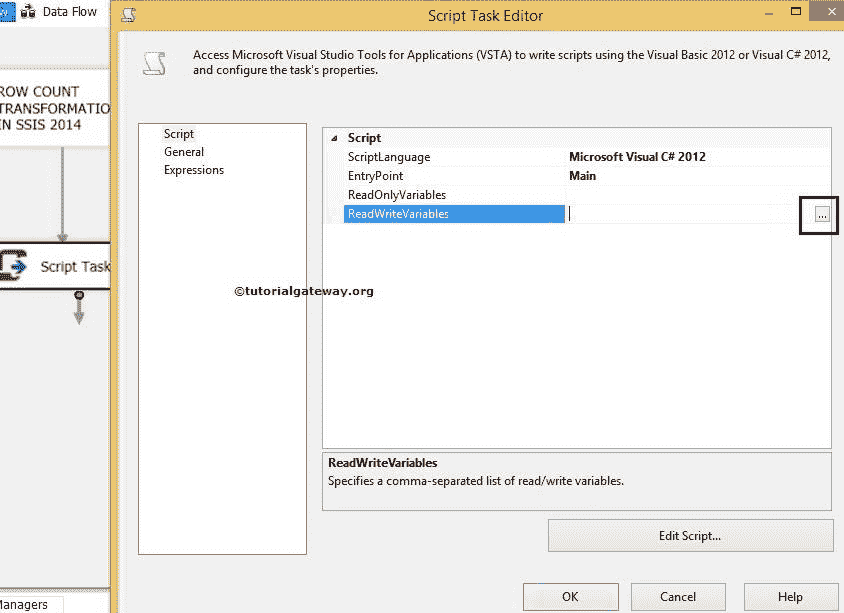 Data Flow
Script Task Editor
Access Microsoft Visual Studio Tools for Applications (VSTA) to write scripts using the Visual Basic 2012 or Visual C# 2012,
and configure the task's properties.
ROW COUNT
TRANSFORMATIO
IN SSIS 2014
Script Task
Script
General
Expressions
Script
ScriptLanguage Microsoft Visual C# 2012
EntryPoint Main
ReadOnlyVariables
ReadWriteVariables ...
©tutorialgateway.org
ReadWriteVariables
Specifies a comma-separated list of read/write variables.
Edit Script...
OK Cancel Help
Managers